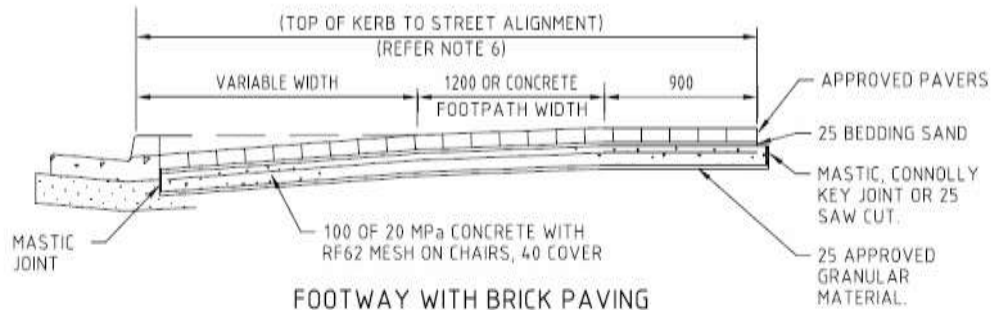 (TOP OF KERB TO STREET ALIGNMENT)
(REFER NOTE 6)
VARIABLE WIDTH
1200 OR CONCRETE
FOOTPATH WIDTH
900
APPROVED PAVERS
25 BEDDING SAND
MASTIC, CONNOLLY
KEY JOINT OR 25
SAW CUT.
25 APPROVED
GRANULAR
MATERIAL.
MASTIC
JOINT
100 OF 20 MPa CONCRETE WITH
RF62 MESH ON CHAIRS, 40 COVER
FOOTWAY WITH BRICK PAVING